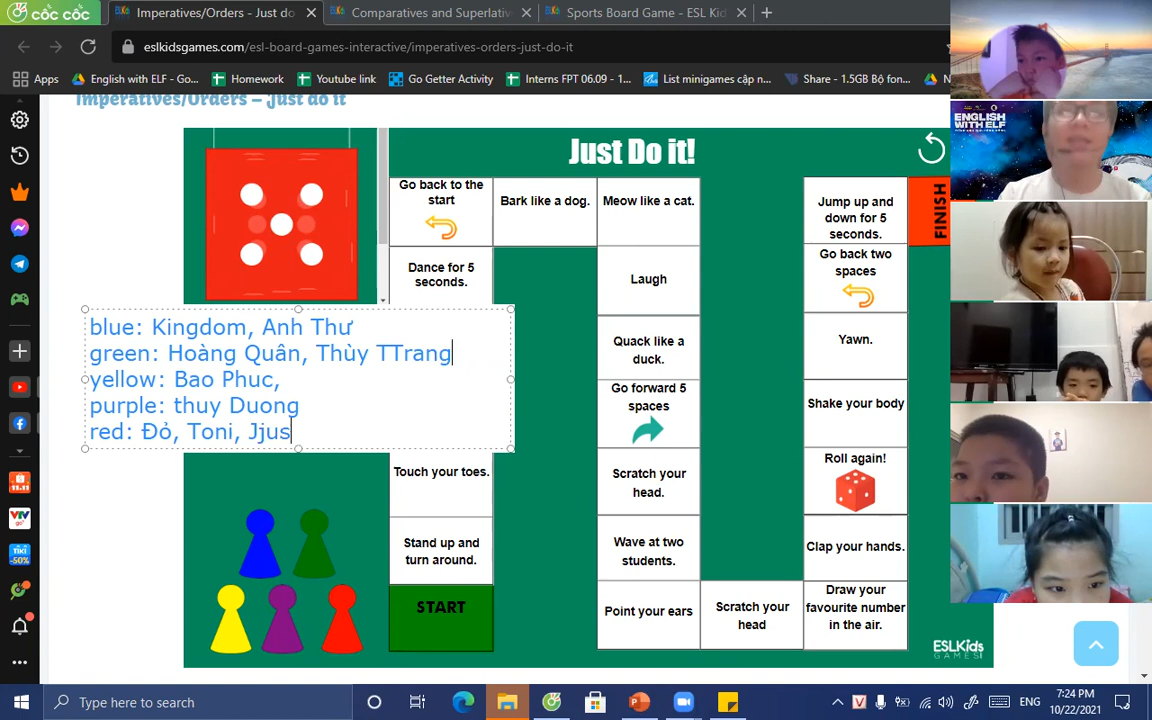 cốc cốc
Imperatives/Orders - Just do
Comparatives and Superlativ
Sports Board Game - ESL Kid
eslkidsgames.com/esl-board-games-interactive/imperatives-orders-just-do-it
Apps
English with ELF - Go...
Homework
Youtube link
Go Getter Activity
Interns FPT 06.09 - 1...
List minigames cập n...
Share - 1.5GB Bộ fon...
Imperatives/Orders – Just do it
ENGLISH
WITH ELF
Just Do it!
Go back to the
start
Bark like a dog.
Meow like a cat.
Jump up and
down for 5
seconds.
FINISH
Dance for 5
seconds.
Laugh
Go back two
spaces
blue: Kingdom, Anh Thư
green: Hoàng Quân, Thùy TTrang
yellow: Bao Phuc,
purple: thuy Duong
red: Đỏ, Toni, Jjus
Quack like a
duck.
Yawn.
Go forward 5
spaces
Shake your body
Touch your toes.
Scratch your
head.
Roll again!
Stand up and
turn around.
Wave at two
students.
Clap your hands.
START
Point your ears
Scratch your
head
Draw your
favourite number
in the air.
ESLKids
GAMES!
11.11
VTV
go
TIKI
-50%
Type here to search
ENG
7:24 PM
10/22/2021